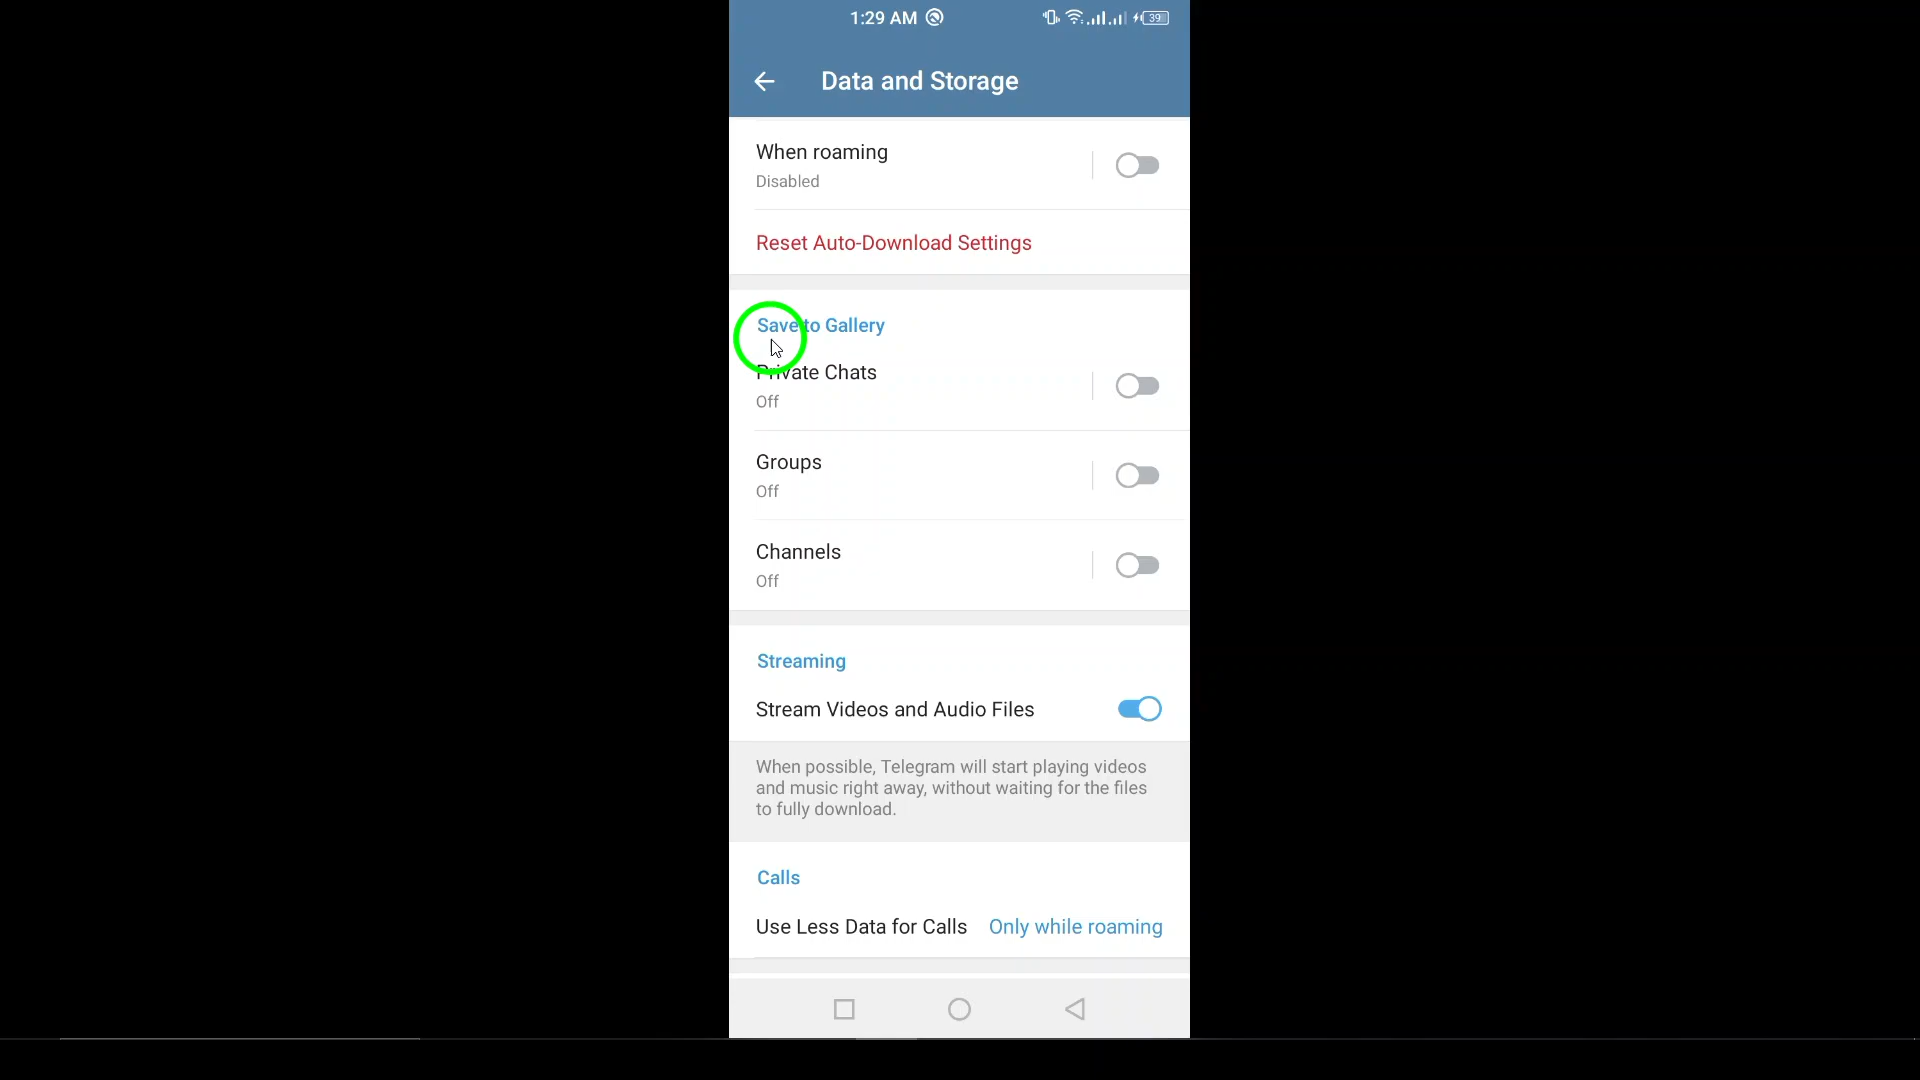 1:29 AM
39
Data and Storage
When roaming
Disabled
Reset Auto-Download Settings
Save to Gallery
Private Chats
Off
Groups
Off
Channels
Off
Streaming
Stream Videos and Audio Files
When possible, Telegram will start playing videos
and music right away, without waiting for the files
to fully download.
Calls
Use Less Data for Calls Only while roaming